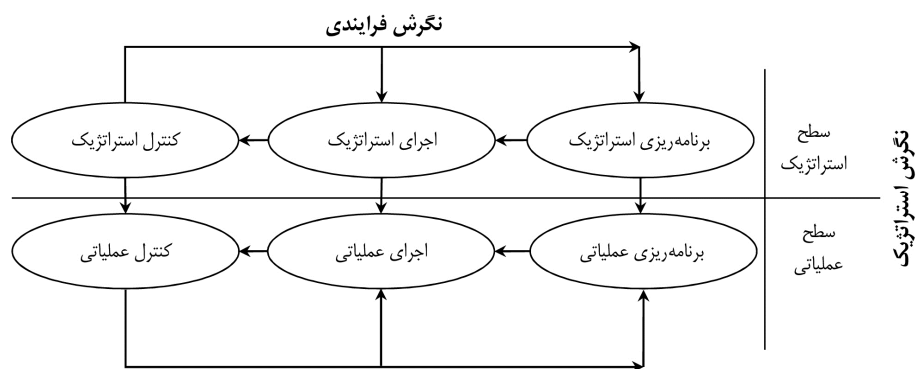 نگرش فرایندی
برنامه‌ریزی استراتژیک
اجرای استراتژیک
کنترل استراتژیک
سطح
استراتژیک
برنامه‌ریزی عملیاتی
اجرای عملیاتی
کنترل عملیاتی
سطح
عملیاتی
نگرش استراتژیک